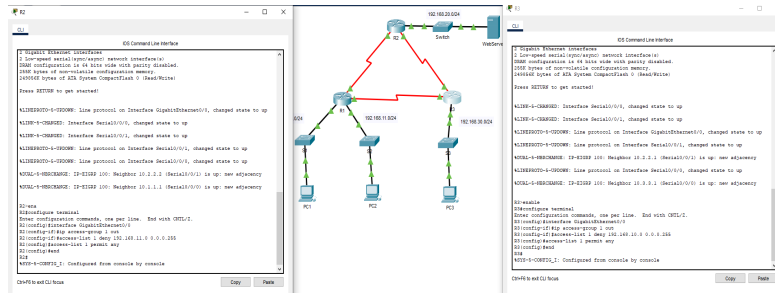 R2
CLI
IOS Command Line Interface
2 Gigabit Ethernet interfaces
2 Low-speed serial(sync/async) network interface(s)
DRAM configuration is 64 bits wide with parity disabled.
255K bytes of non-volatile configuration memory.
249856K bytes of ATA System CompactFlash 0 (Read/Write)
Press RETURN to get started!
%LINEPROTO-5-UPDOWN: Line protocol on Interface GigabitEthernet0/0, changed state to up
%LINK-5-CHANGED: Interface Serial0/0/0, changed state to up
%LINK-5-CHANGED: Interface Serial0/0/1, changed state to up
%LINEPROTO-5-UPDOWN: Line protocol on Interface Serial0/0/1, changed state to up
%LINEPROTO-5-UPDOWN: Line protocol on Interface Serial0/0/0, changed state to up
%DUAL-5-NBRCHANGE: IP-EIGRP 100: Neighbor 10.2.2.2 (Serial0/0/1) is up: new adjacency
%DUAL-5-NBRCHANGE: IP-EIGRP 100: Neighbor 10.1.1.1 (Serial0/0/0) is up: new adjacency
R2>ena
R2#configure terminal
Enter configuration commands, one per line. End with CNTL/Z.
R2(config)#interface GigabitEthernet0/0
R2(config-if)#ip access-group 1 out
R2(config-if)#access-list 1 deny 192.168.11.0 0.0.0.255
R2(config)#access-list 1 permit any
R2(config)#end
R2#
%SYS-5-CONFIG_I: Configured from console by console
Ctrl+F6 to exit CLI focus
Copy
Paste
192.168.20.0/24
R2
Switch
WebServe
R1
R3
0/24
192.168.11.0/24
192.168.30.0/24
PC1
PC2
PC3
R3
CLI
IOS Command Line Interface
2 Gigabit Ethernet interfaces
2 Low-speed serial(sync/async) network interface(s)
DRAM configuration is 64 bits wide with parity disabled.
255K bytes of non-volatile configuration memory.
249856K bytes of ATA System CompactFlash 0 (Read/Write)
Press RETURN to get started!
%LINK-5-CHANGED: Interface Serial0/0/0, changed state to up
%LINK-5-CHANGED: Interface Serial0/0/1, changed state to up
%LINEPROTO-5-UPDOWN: Line protocol on Interface GigabitEthernet0/0, changed state to up
%LINEPROTO-5-UPDOWN: Line protocol on Interface Serial0/0/1, changed state to up
%DUAL-5-NBRCHANGE: IP-EIGRP 100: Neighbor 10.2.2.1 (Serial0/0/1) is up: new adjacency
%LINEPROTO-5-UPDOWN: Line protocol on Interface Serial0/0/0, changed state to up
%DUAL-5-NBRCHANGE: IP-EIGRP 100: Neighbor 10.3.3.1 (Serial0/0/0) is up: new adjacency
R3>enable
R3#configure terminal
Enter configuration commands, one per line. End with CNTL/Z.
R3(config)#interface GigabitEthernet0/0
R3(config-if)#ip access-group 1 out
R3(config-if)#access-list 1 deny 192.168.10.0 0.0.0.255
R3(config)#access-list 1 permit any
R3(config)#end
R3#
%SYS-5-CONFIG_I: Configured from console by console
Ctrl+F6 to exit CLI focus
Copy
Paste